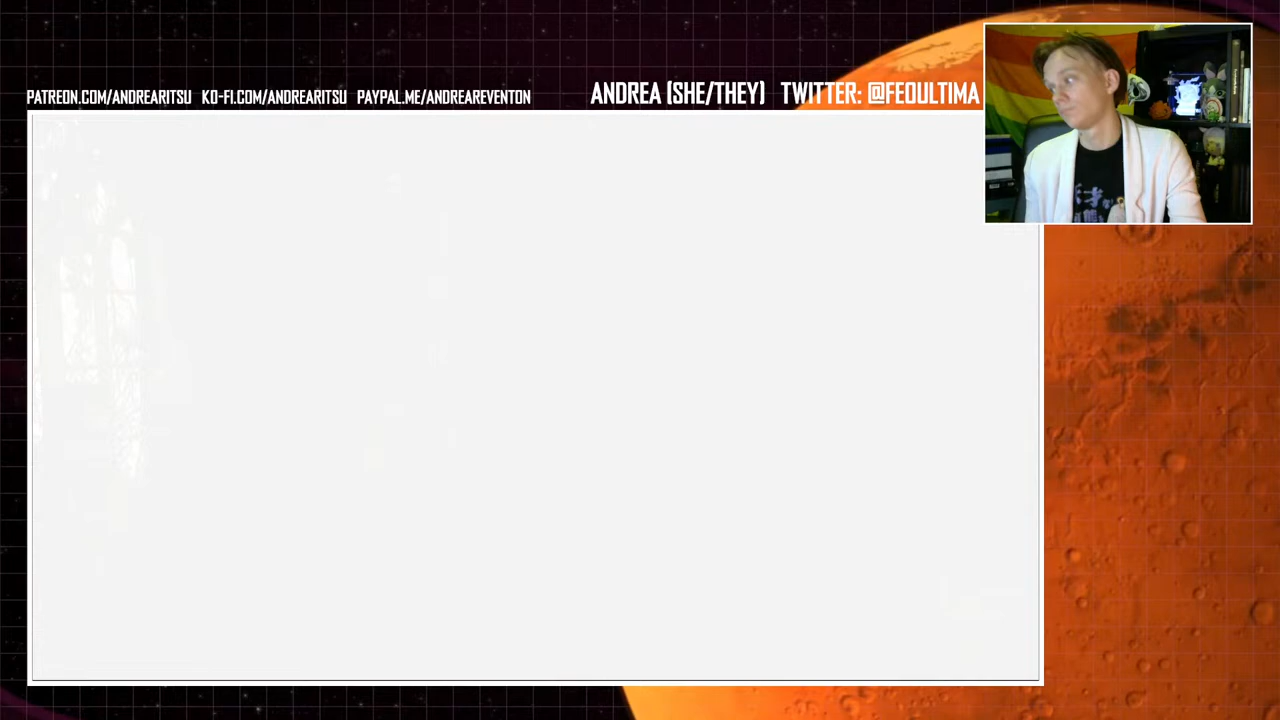 PATREON.COM/ANDREARITSU KO-FI.COM/ANDREARITSU PAYPAL.ME/ANDREAREVENTON
ANDREA (SHE/THEY) TWITTER: @FEOULTIMA